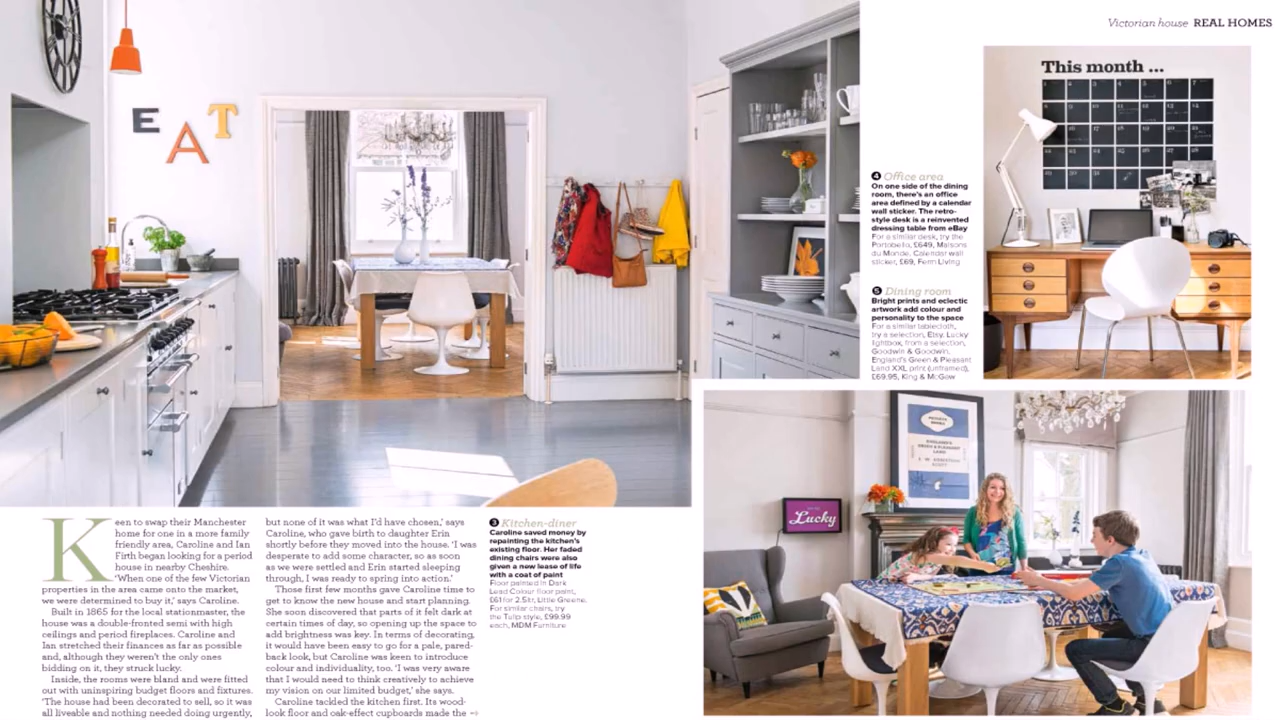 Victorian house REAL HOMES
EAT
This month ...
4 Office area
On one side of the dining
room, there's an office
area defined by a calendar
wall sticker. The retro-
style desk is a reinvented
dressing table from eBay
For a similar desk, try the
Portobello, £649, Maisons
du Monde. Calendar wall
sticker, £69, Ferm Living
5 Dining room
Bright prints and eclectic
artwork add colour and
personality to the space
For a similar tablecloth,
try a selection, Etsy. Lucky
lightbox, from a selection,
Goodwin & Goodwin.
England's Green & Pleasant
Land XXL print (unframed),
£69.95, King & McGaw
Lucky
ENGLAND'S
GREEN & PLEASANT
LAND
Keen to swap their Manchester
home for one in a more family
friendly area, Caroline and Ian
Firth began looking for a period
house in nearby Cheshire.
'When one of the few Victorian
properties in the area came onto the market,
we were determined to buy it,' says Caroline.
Built in 1865 for the local stationmaster, the
house was a double-fronted semi with high
ceilings and period fireplaces. Caroline and
Ian stretched their finances as far as possible
and, although they weren't the only ones
bidding on it, they struck lucky.
Inside, the rooms were bland and were fitted
out with uninspiring budget floors and fixtures.
'The house had been decorated to sell, so it was
all liveable and nothing needed doing urgently,
but none of it was what I'd have chosen,' says
Caroline, who gave birth to daughter Erin
shortly before they moved into the house. 'I was
desperate to add some character, so as soon
as we were settled and Erin started sleeping
through, I was ready to spring into action.'
Those first few months gave Caroline time to
get to know the new house and start planning.
She soon discovered that parts of it felt dark at
certain times of day, so opening up the space to
add brightness was key. In terms of decorating,
it would have been easy to go for a pale, pared-
back look, but Caroline was keen to introduce
colour and individuality, too. 'I was very aware
that I would need to think creatively to achieve
my vision on our limited budget,' she says.
Caroline tackled the kitchen first. Its wood-
look floor and oak-effect cupboards made the
3 Kitchen-diner
Caroline saved money by
repainting the kitchen's
existing floor. Her faded
dining chairs were also
given a new lease of life
with a coat of paint
Floor painted in Dark
Lead Colour floor paint,
£61 for 2.5ltr, Little Greene.
For similar chairs, try
the Tulip style, £99.99
each, MDM Furniture